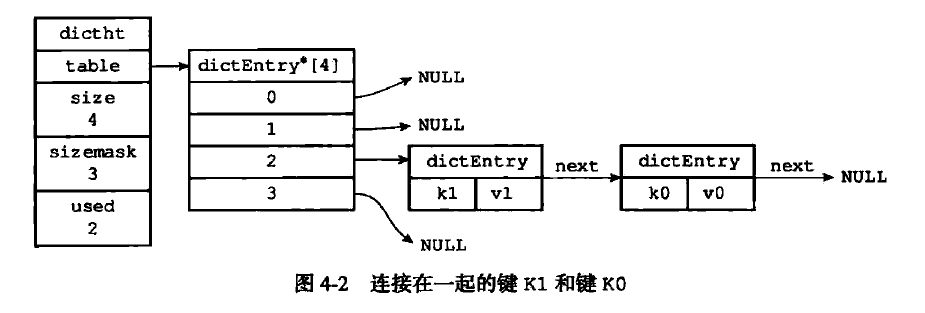 dictht
table
size
4
sizemask
3
used
2
dictEntry*[4]
0
1
2
3
NULL
NULL
dictEntry
k1 v1
next
dictEntry
k0 v0
next
NULL
NULL
图 4-2 连接在一起的键 K1 和键 K0